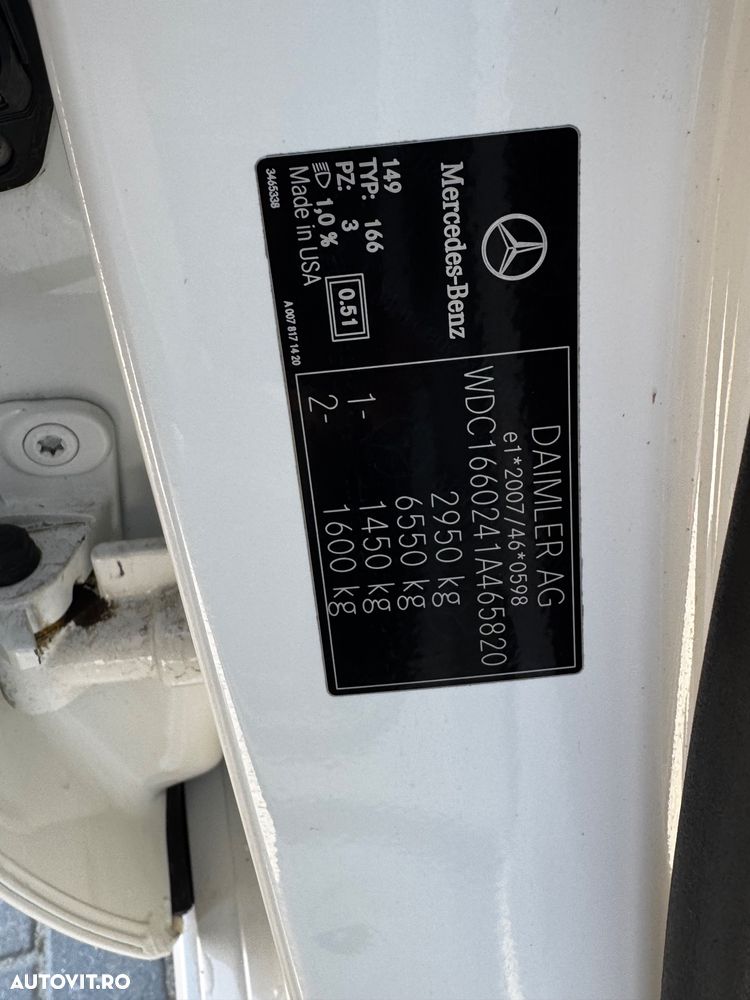 Mercedes-Benz
149
TYP: 166
PZ: 3
1,0 %
0.51
Made in USA
3465338
A 007 817 14 20
DAIMLER AG
e1*2007/46*0598
WDC1660241A465820
2950 kg
6550 kg
1- 1450 kg
2- 1600 kg
AUTOVIT.RO